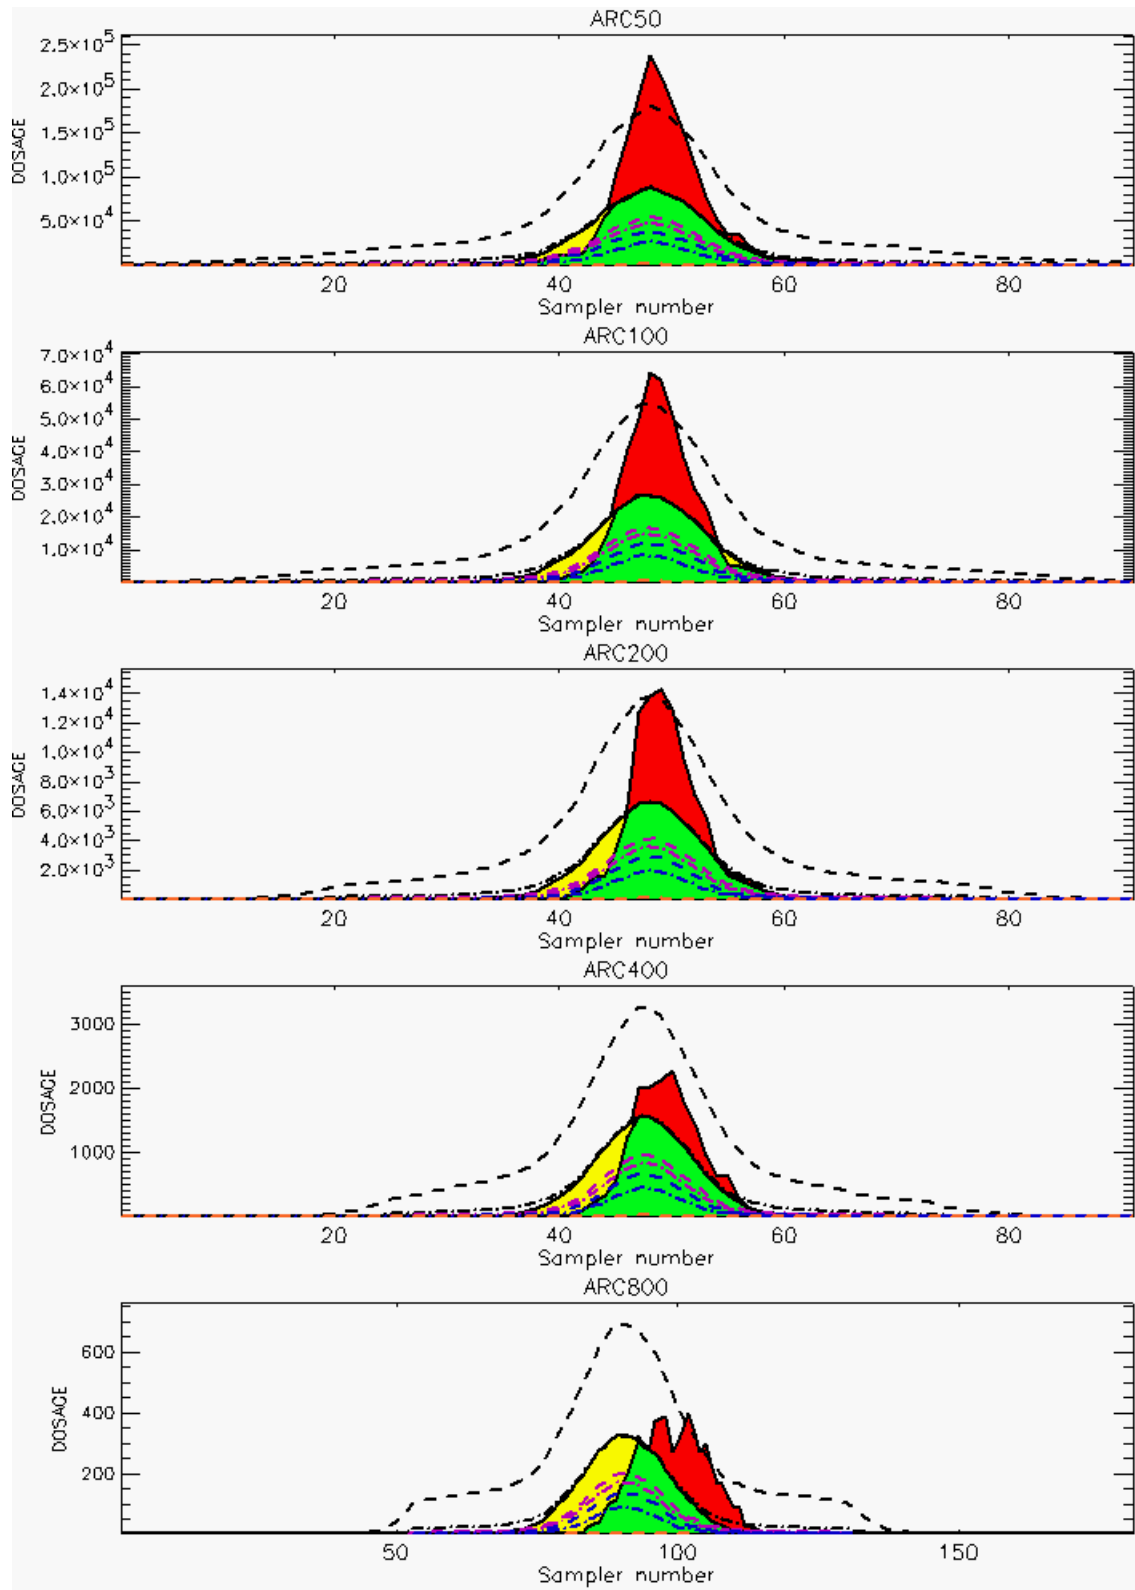 ARC50
2.5×10^5
2.0×10^5
1.5×10^5
1.0×10^5
5.0×10^4
DOSAGE
20 40 60 80
Sampler number
ARC100
7.0×10^4
6.0×10^4
5.0×10^4
4.0×10^4
3.0×10^4
2.0×10^4
1.0×10^4
DOSAGE
20 40 60 80
Sampler number
ARC200
1.4×10^4
1.2×10^4
1.0×10^4
8.0×10^3
6.0×10^3
4.0×10^3
2.0×10^3
DOSAGE
20 40 60 80
Sampler number
ARC400
3000
2000
1000
DOSAGE
20 40 60 80
Sampler number
ARC800
600
400
200
DOSAGE
50 100 150
Sampler number